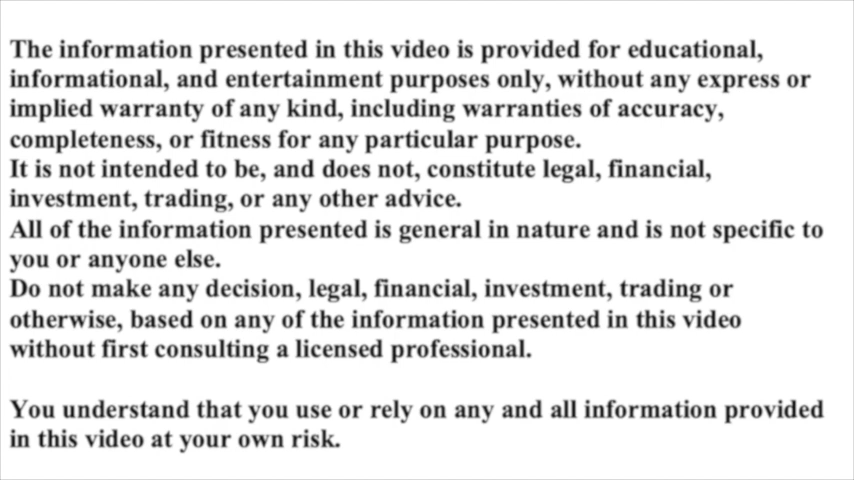 The information presented in this video is provided for educational,
informational, and entertainment purposes only, without any express or
implied warranty of any kind, including warranties of accuracy,
completeness, or fitness for any particular purpose.
It is not intended to be, and does not, constitute legal, financial,
investment, trading, or any other advice.
All of the information presented is general in nature and is not specific to
you or anyone else.
Do not make any decision, legal, financial, investment, trading or
otherwise, based on any of the information presented in this video
without first consulting a licensed professional.
You understand that you use or rely on any and all information provided
in this video at your own risk.